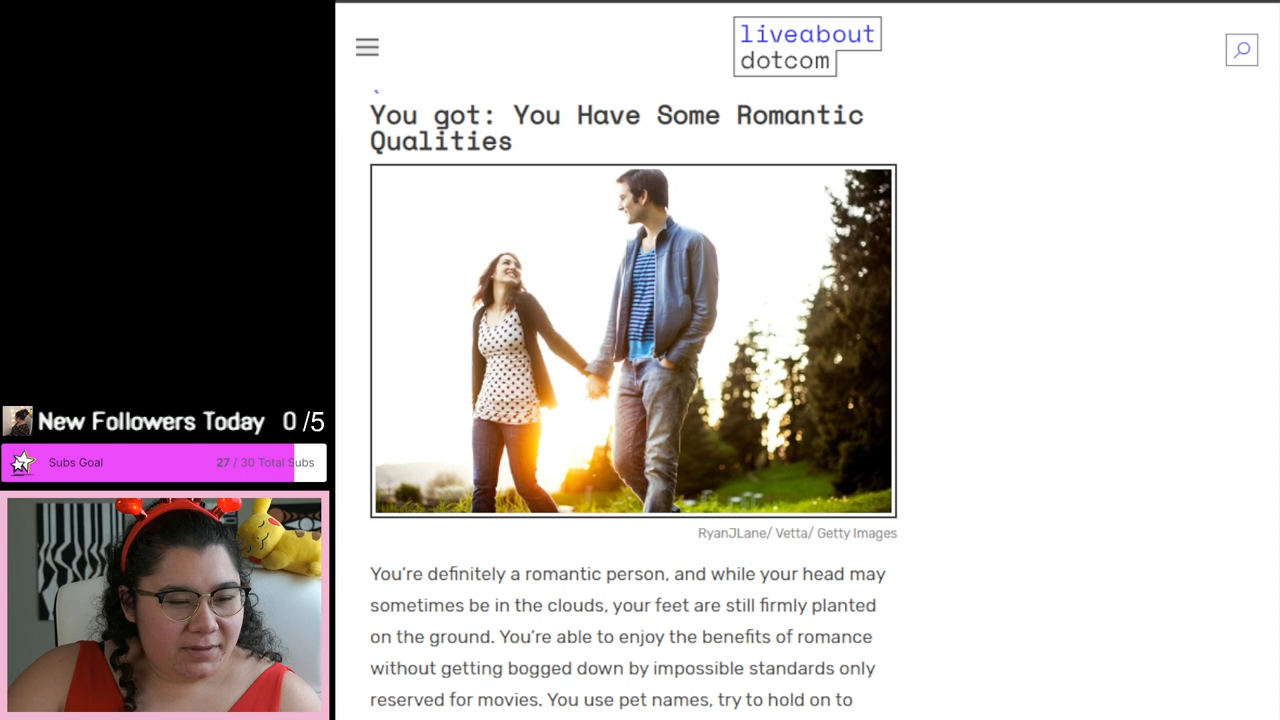 liveabout
dotcom
You got: You Have Some Romantic
Qualities
RyanJLane/ Vetta/ Getty Images
You're definitely a romantic person, and while your head may
sometimes be in the clouds, your feet are still firmly planted
on the ground. You're able to enjoy the benefits of romance
without getting bogged down by impossible standards only
reserved for movies. You use pet names, try to hold on to
New Followers Today 0 /5
Subs Goal 27 / 30 Total Subs